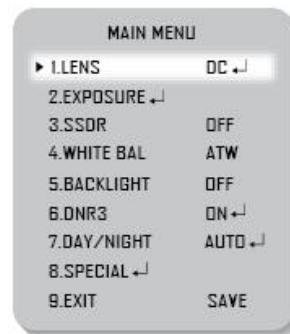 MAIN MENU
▶ 1.LENS DC ↵
2.EXPOSURE ↵
3.SSDR OFF
4.WHITE BAL ATW
5.BACKLIGHT OFF
6.DNR3 ON ↵
7.DAY/NIGHT AUTO ↵
8.SPECIAL ↵
9.EXIT SAVE